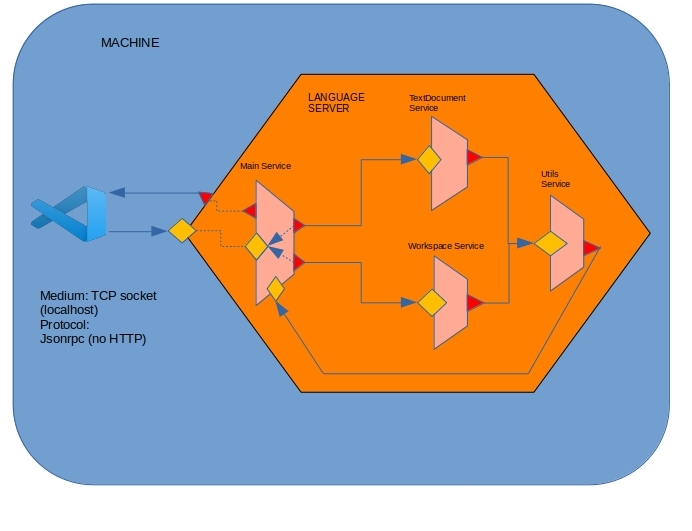 MACHINE
LANGUAGE
SERVER
TextDocument
Service
Main Service
Utils
Service
Workspace Service
Medium: TCP socket
(localhost)
Protocol:
Jsonrpc (no HTTP)